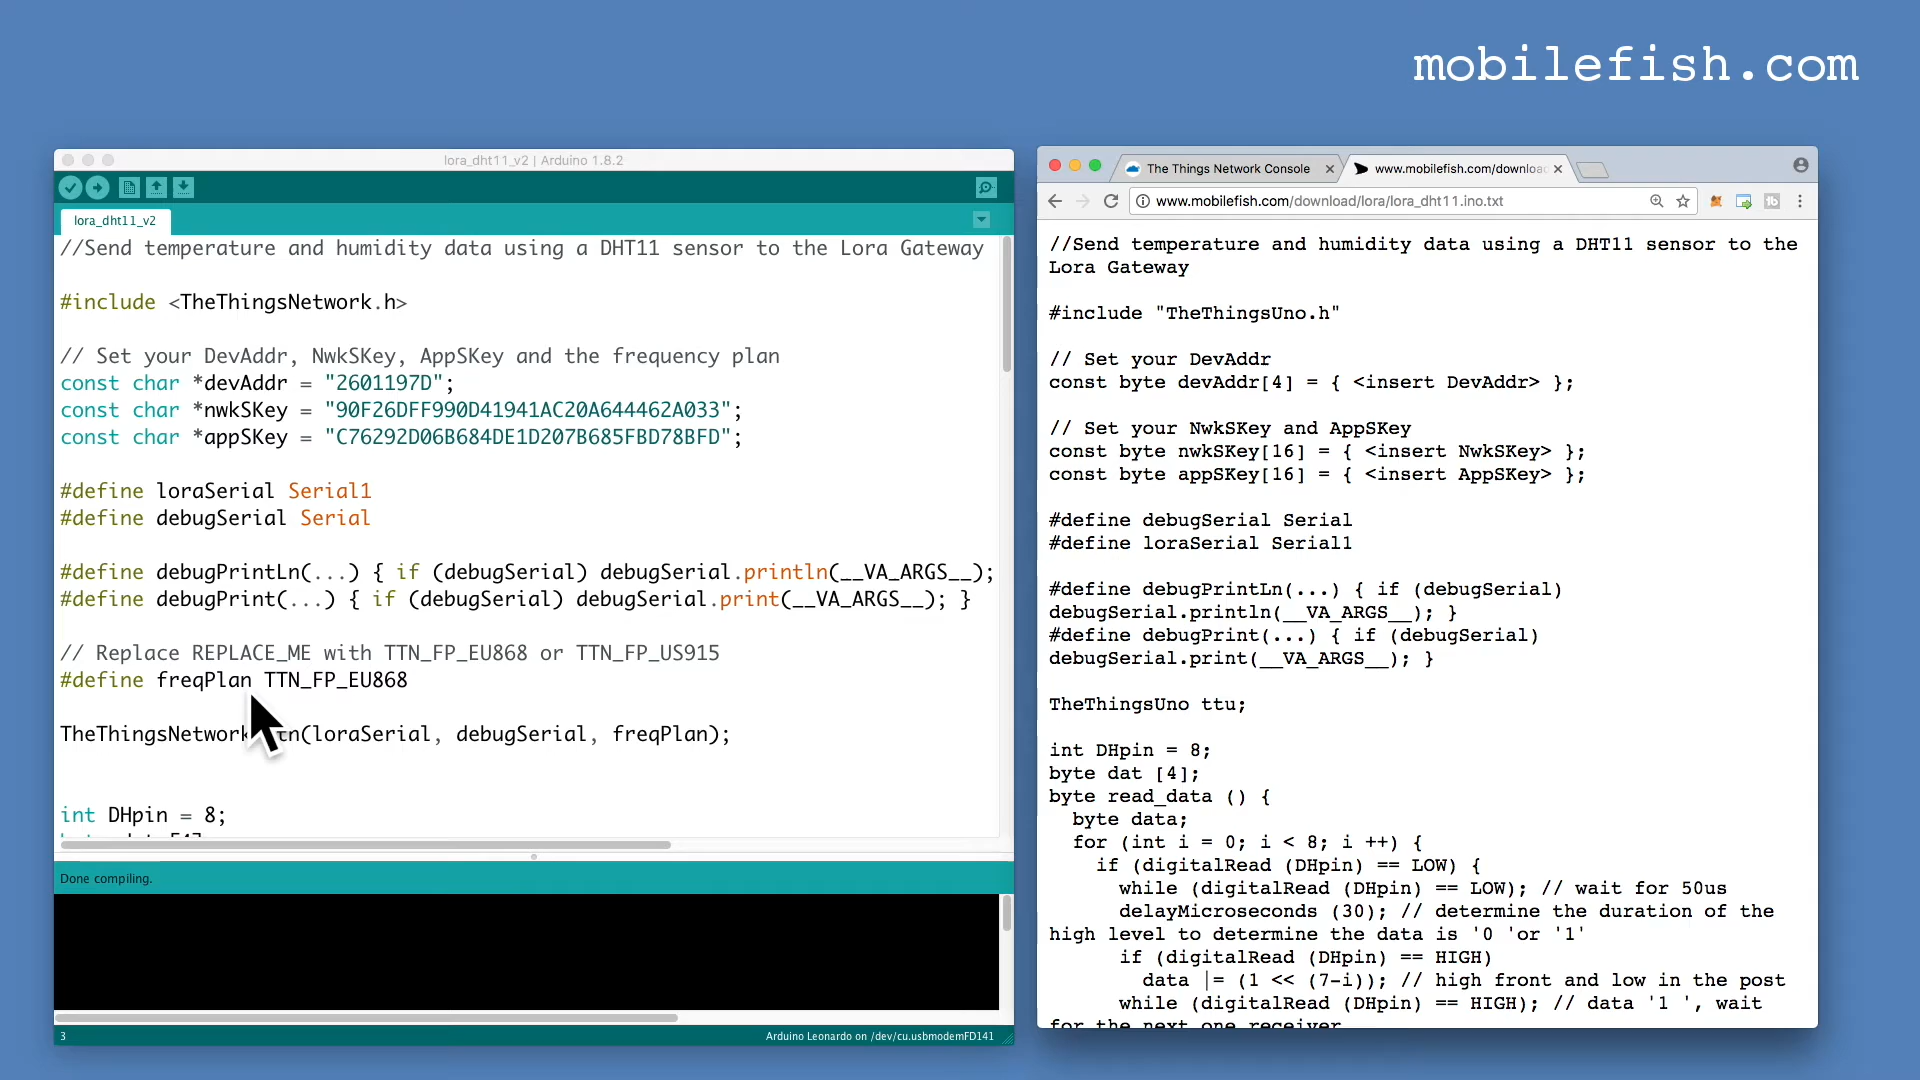 mobilefish.com
lora_dht11_v2 | Arduino 1.8.2
lora_dht11_v2
//Send temperature and humidity data using a DHT11 sensor to the Lora Gateway
#include <TheThingsNetwork.h>
// Set your DevAddr, NwkSKey, AppSKey and the frequency plan
const char *devAddr = "2601197D";
const char *nwkSKey = "90F26DFF990D41941AC20A644462A033";
const char *appSKey = "C76292D06B684DE1D207B685FBD78BFD";
#define loraSerial Serial1
#define debugSerial Serial
#define debugPrintLn(...) { if (debugSerial) debugSerial.println(__VA_ARGS__);
#define debugPrint(...) { if (debugSerial) debugSerial.print(__VA_ARGS__); }
// Replace REPLACE_ME with TTN_FP_EU868 or TTN_FP_US915
#define freqPlan TTN_FP_EU868
TheThingsNetwork (loraSerial, debugSerial, freqPlan);
int DHpin = 8;
Done compiling.
3
Arduino Leonardo on /dev/cu.usbmodemFD141
The Things Network Console
www.mobilefish.com/downloa
www.mobilefish.com/download/lora/lora_dht11.ino.txt
//Send temperature and humidity data using a DHT11 sensor to the
Lora Gateway
#include "TheThingsUno.h"
// Set your DevAddr
const byte devAddr[4] = { <insert DevAddr> };
// Set your NwkSKey and AppSKey
const byte nwkSKey[16] = { <insert NwkSKey> };
const byte appSKey[16] = { <insert AppSKey> };
#define debugSerial Serial
#define loraSerial Serial1
#define debugPrintLn(...) { if (debugSerial)
debugSerial.println(__VA_ARGS__); }
#define debugPrint(...) { if (debugSerial)
debugSerial.print(__VA_ARGS__); }
TheThingsUno ttu;
int DHpin = 8;
byte dat [4];
byte read_data () {
byte data;
for (int i = 0; i < 8; i ++) {
if (digitalRead (DHpin) == LOW) {
while (digitalRead (DHpin) == LOW); // wait for 50us
delayMicroseconds (30); // determine the duration of the
high level to determine the data is '0 'or '1'
if (digitalRead (DHpin) == HIGH)
data |= (1 << (7-i)); // high front and low in the post
while (digitalRead (DHpin) == HIGH); // data '1 ', wait
for the next one receiver